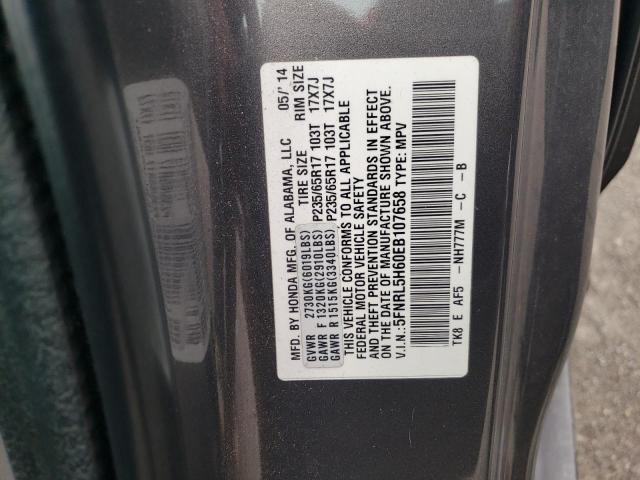 MFD. BY HONDA MFG. OF ALABAMA, LLC 05/'14
TIRE SIZE RIM SIZE
GVWR 2730KG(6019LBS)
GAWR F 1320KG(2910LBS) P235/65R17 103T 17X7J
GAWR R 1515KG(3340LBS) P235/65R17 103T 17X7J
THIS VEHICLE CONFORMS TO ALL APPLICABLE
FEDERAL MOTOR VEHICLE SAFETY
AND THEFT PREVENTION STANDARDS IN EFFECT
ON THE DATE OF MANUFACTURE SHOWN ABOVE.
V.I.N.:5FNRL5H60EB107658 TYPE: MPV
TK8 E AF5 -NH777M -C -B